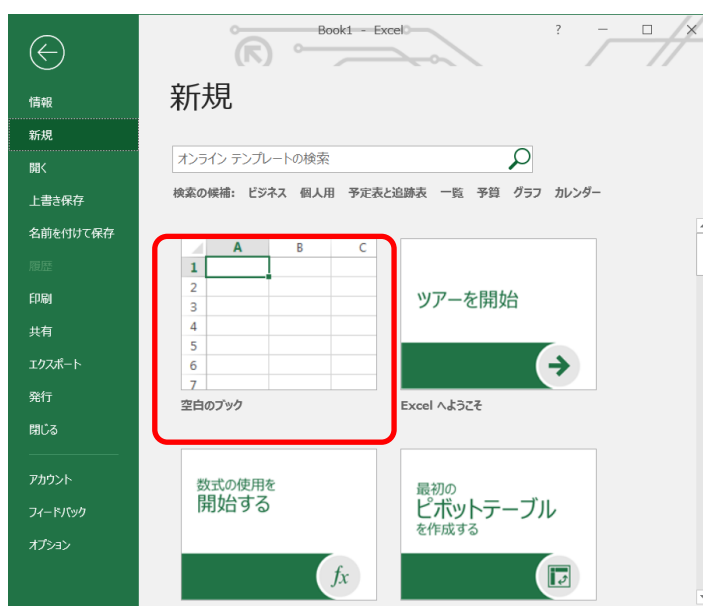 Book1 - Excel
?
情報
新規
開く
上書き保存
名前を付けて保存
履歴
印刷
共有
エクスポート
発行
閉じる
アカウント
フィードバック
オプション
新規
オンライン テンプレートの検索
検索の候補: ビジネス 個人用 予定表と追跡表 一覧 予算 グラフ カレンダー
A B C
1
2
3
4
5
6
7
空白のブック
ツアーを開始
Excel へようこそ
数式の使用を
開始する
fx
最初の
ピボットテーブル
を作成する